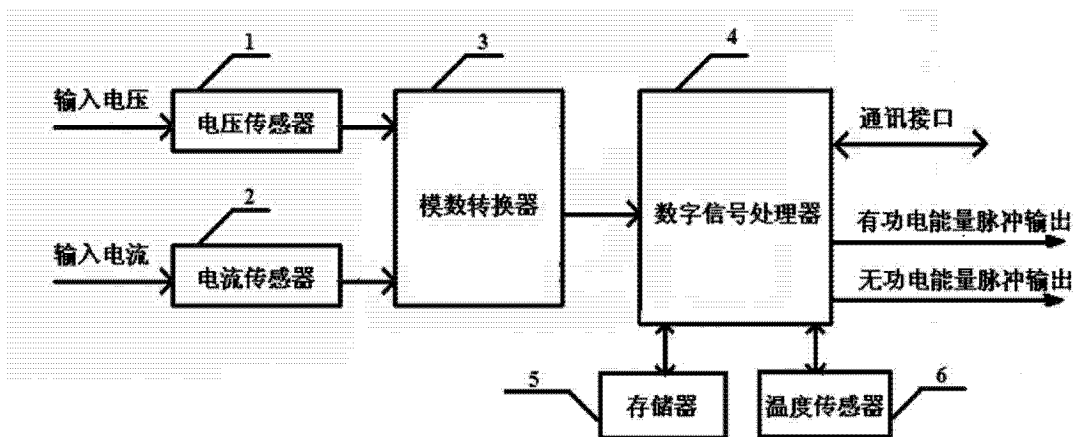 1
3
4
输入电压
电压传感器
通讯接口
模数转换器
数字信号处理器
2
输入电流
电流传感器
有功电能量脉冲输出
无功电能量脉冲输出
5
存储器
温度传感器
6